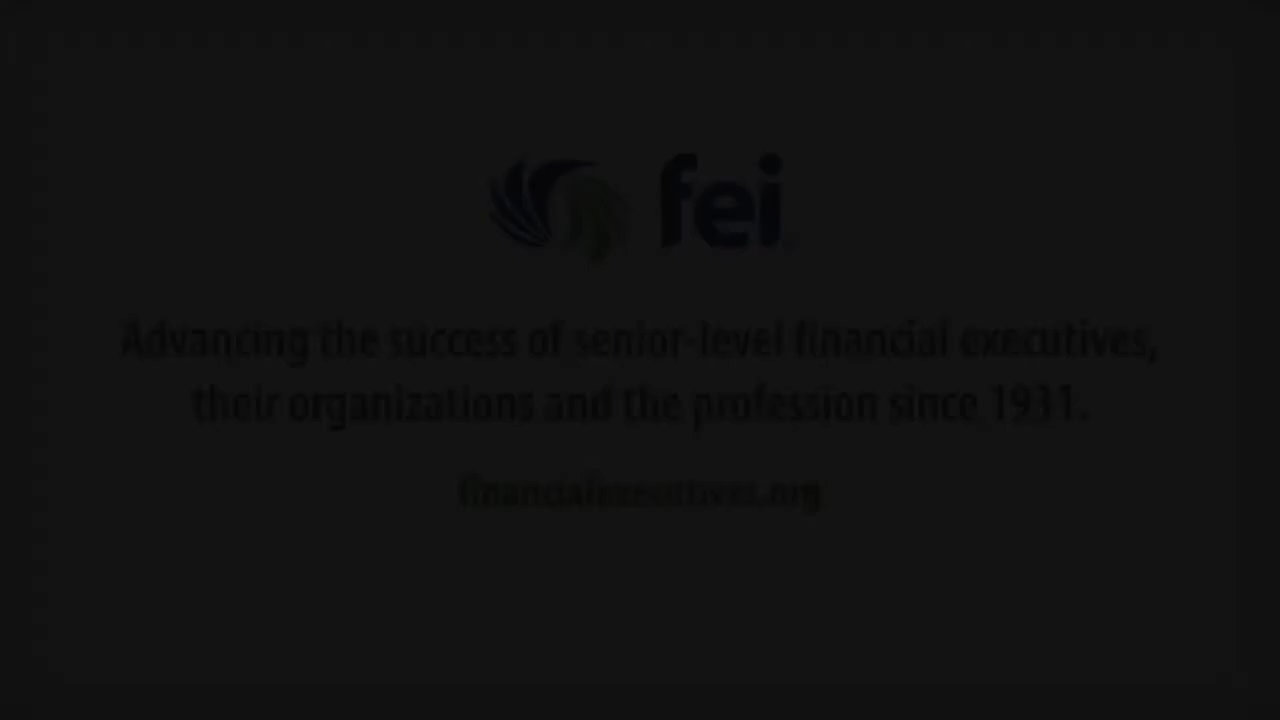 fei
Advancing the success of senior-level financial executives,
their organizations and the profession since 1931.
financialexecutives.org